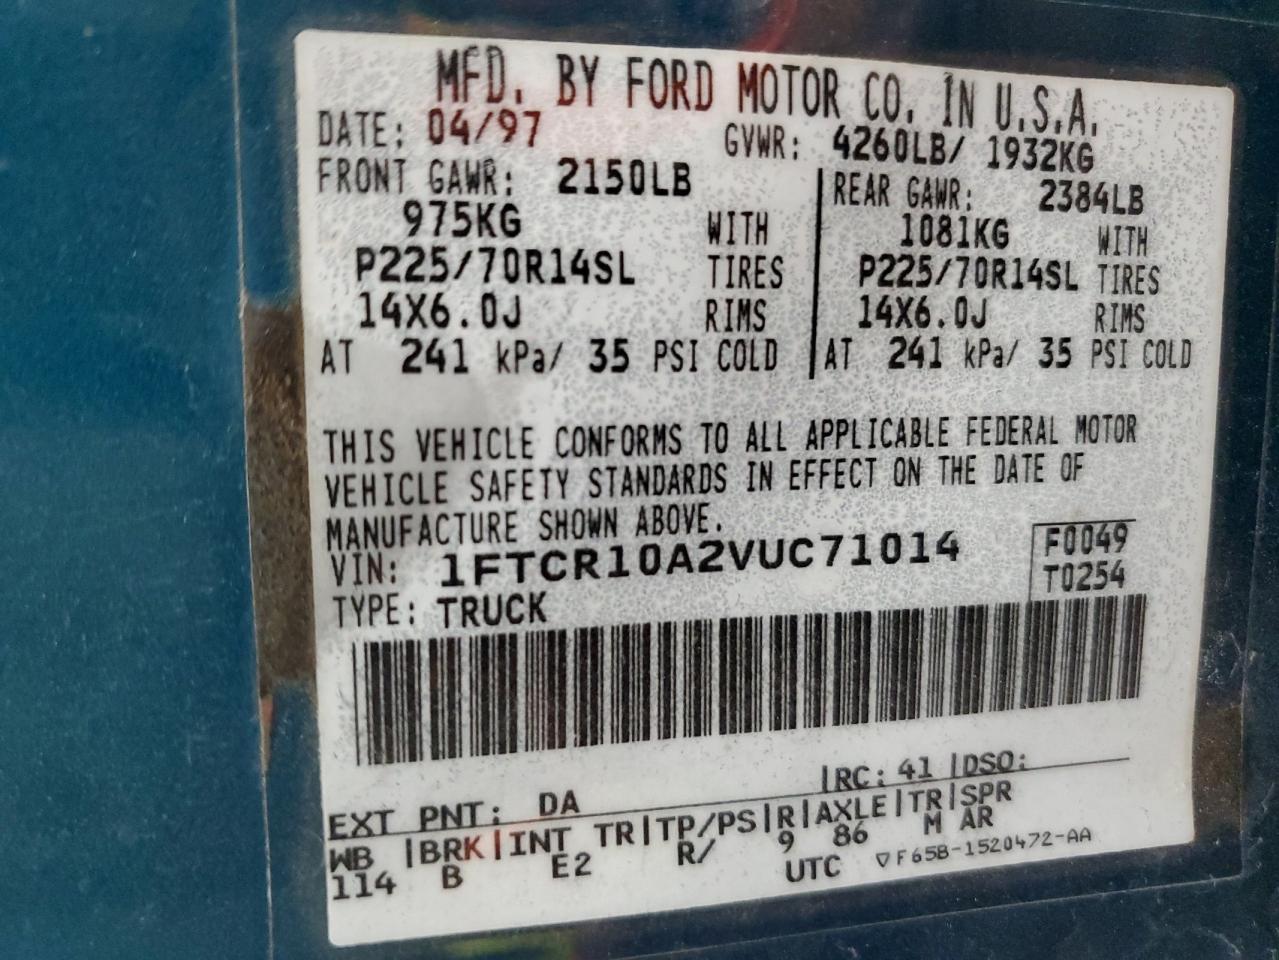 MFD. BY FORD MOTOR CO. IN U.S.A.
DATE: 04/97 GVWR: 4260LB/ 1932KG
FRONT GAWR: 2150LB REAR GAWR: 2384LB
975KG WITH 1081KG WITH
P225/70R14SL TIRES P225/70R14SL TIRES
14X6.0J RIMS 14X6.0J RIMS
AT 241 kPa/ 35 PSI COLD AT 241 kPa/ 35 PSI COLD
THIS VEHICLE CONFORMS TO ALL APPLICABLE FEDERAL MOTOR
VEHICLE SAFETY STANDARDS IN EFFECT ON THE DATE OF
MANUFACTURE SHOWN ABOVE.
VIN: 1FTCR10A2VUC71014 F0049
TYPE: TRUCK T0254
EXT PNT: DA RC: 41 DSO:
WB BRK INT TR TP/PS R AXLE TR SPR
114 B E2 R/ 9 86 M AR
UTC ▽F65B-1520472-AA